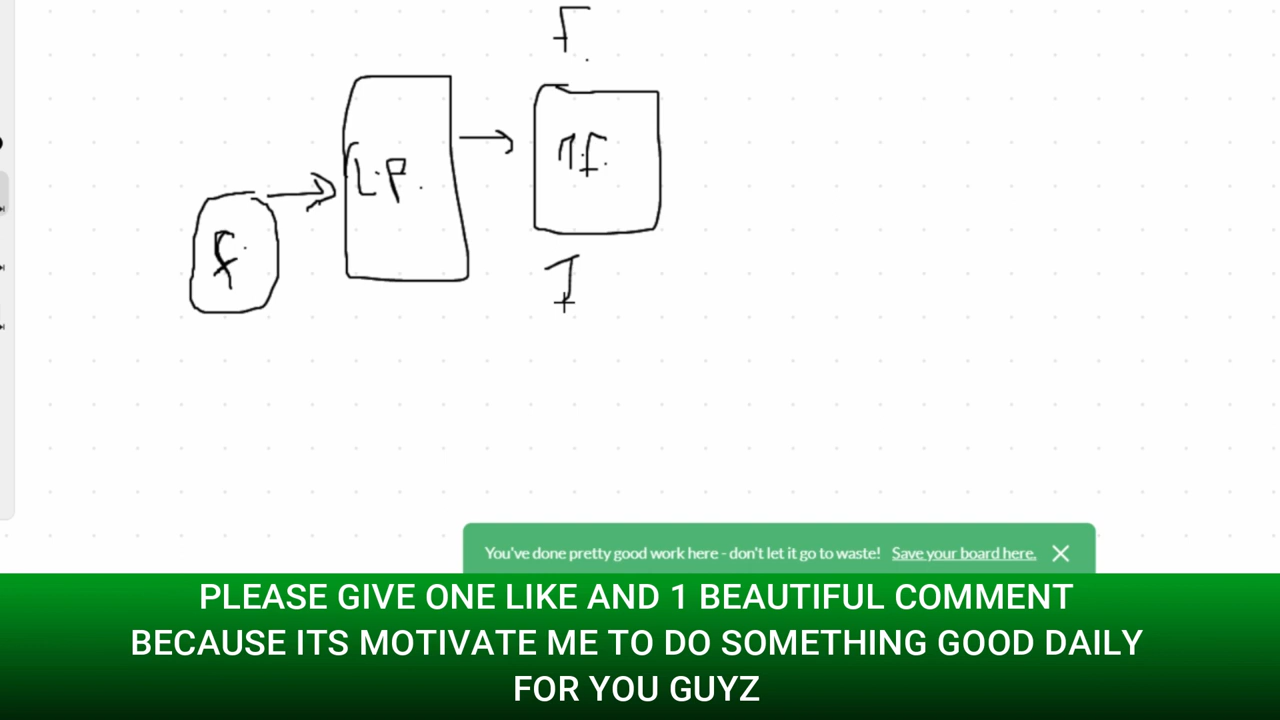 F.
L.P.
f.
You've done pretty good work here - don't let it go to waste! Save your board here.
PLEASE GIVE ONE LIKE AND 1 BEAUTIFUL COMMENT
BECAUSE ITS MOTIVATE ME TO DO SOMETHING GOOD DAILY
FOR YOU GUYZ